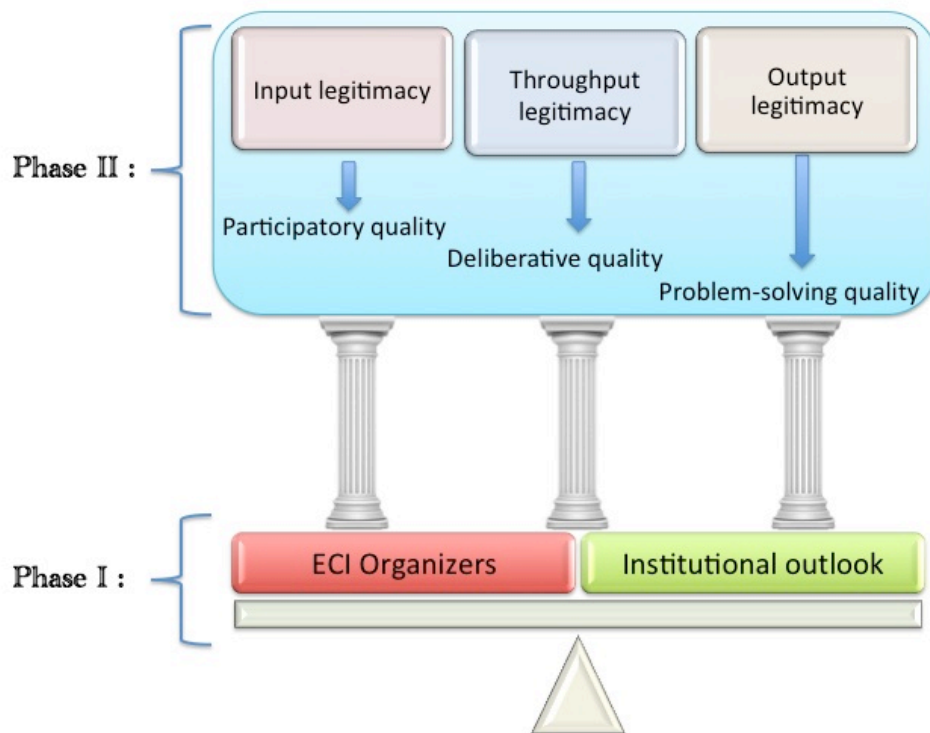 Input legitimacy
Throughput
legitimacy
Output
legitimacy
Phase II :
Participatory quality
Deliberative quality
Problem-solving quality
Phase I :
ECI Organizers
Institutional outlook